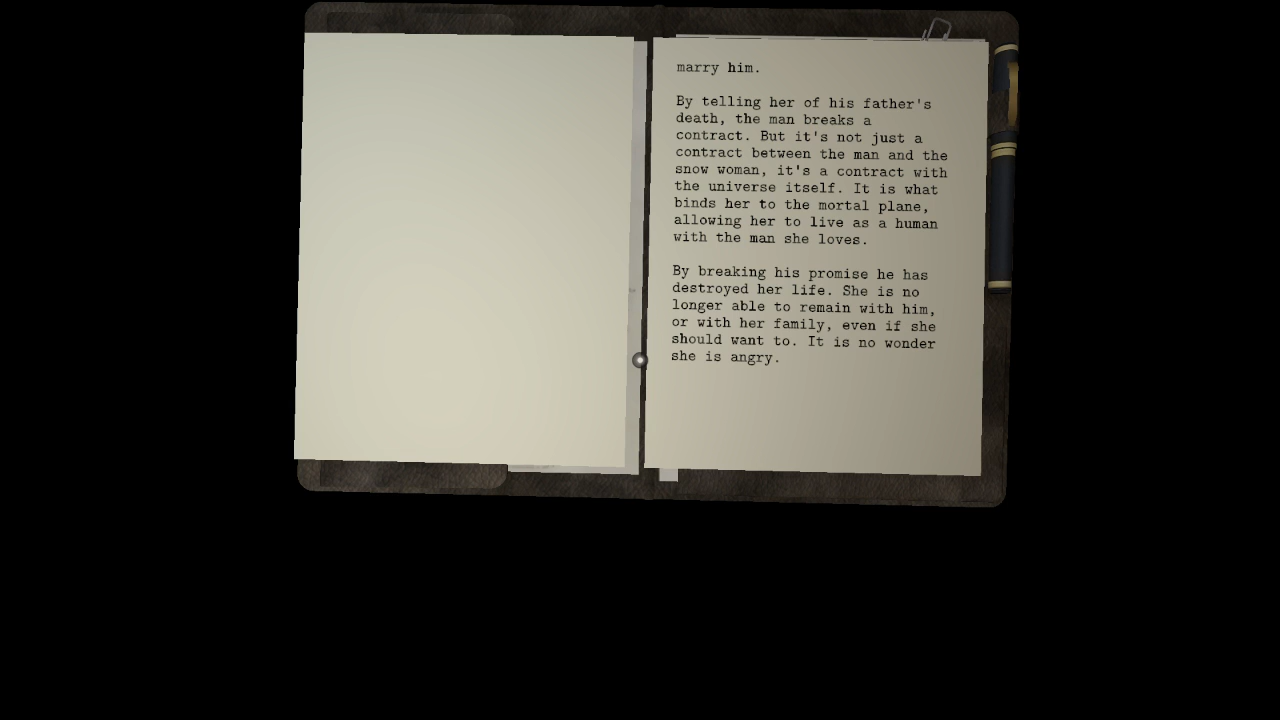 marry him.
By telling her of his father's
death, the man breaks a
contract. But it's not just a
contract between the man and the
snow woman, it's a contract with
the universe itself. It is what
binds her to the mortal plane,
allowing her to live as a human
with the man she loves.
By breaking his promise he has
destroyed her life. She is no
longer able to remain with him,
or with her family, even if she
should want to. It is no wonder
she is angry.